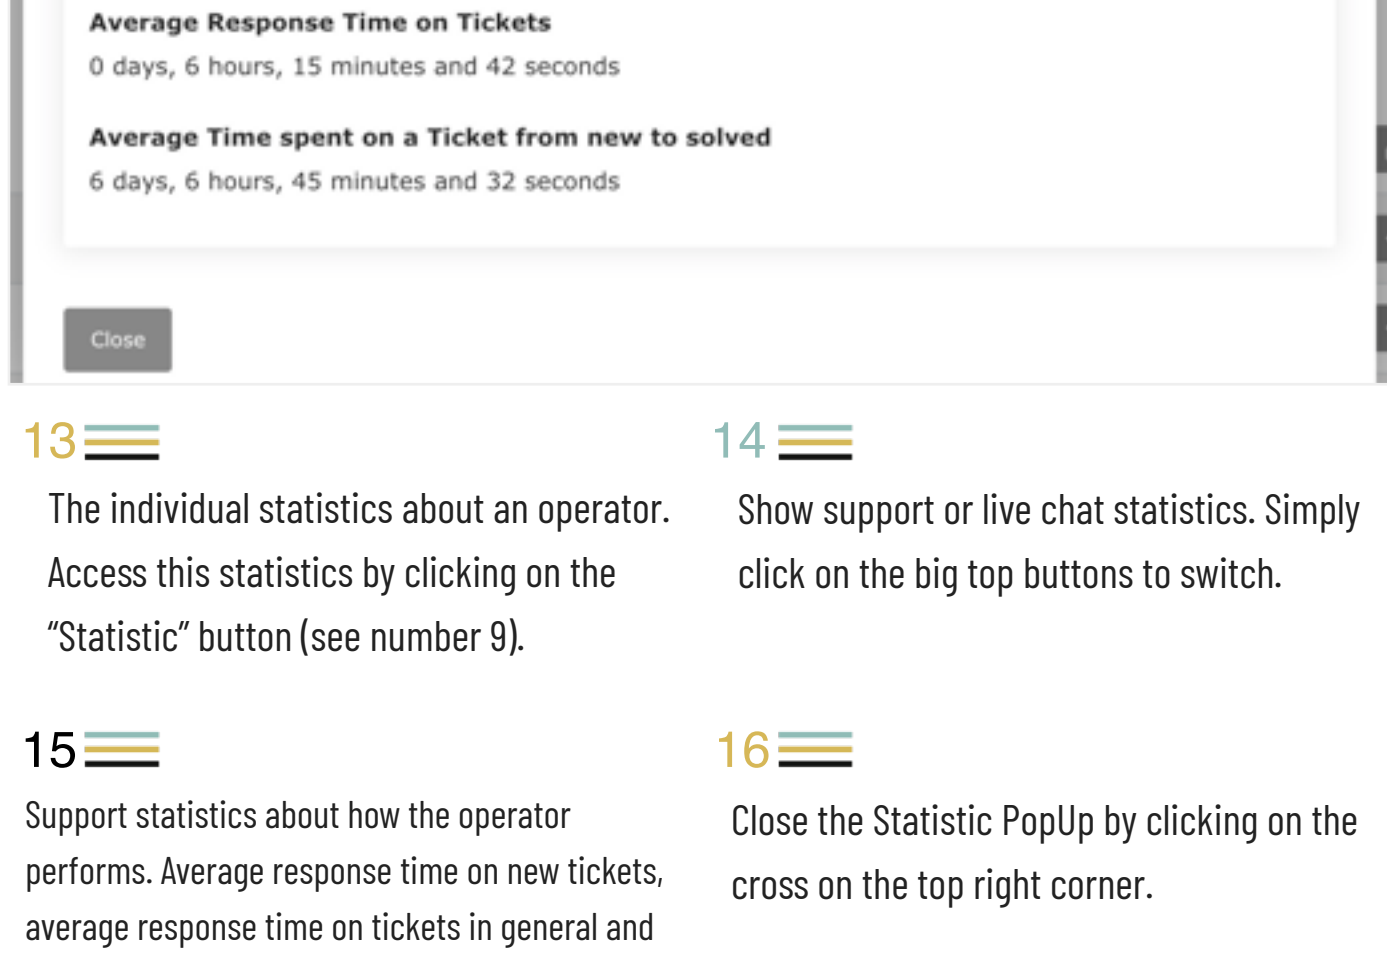 Average Response Time on Tickets
0 days, 6 hours, 15 minutes and 42 seconds
Average Time spent on a Ticket from new to solved
6 days, 6 hours, 45 minutes and 32 seconds
Close
13
The individual statistics about an operator.
Access this statistics by clicking on the
“Statistic” button (see number 9).
14
Show support or live chat statistics. Simply
click on the big top buttons to switch.
15
Support statistics about how the operator
performs. Average response time on new tickets,
average response time on tickets in general and
16
Close the Statistic PopUp by clicking on the
cross on the top right corner.